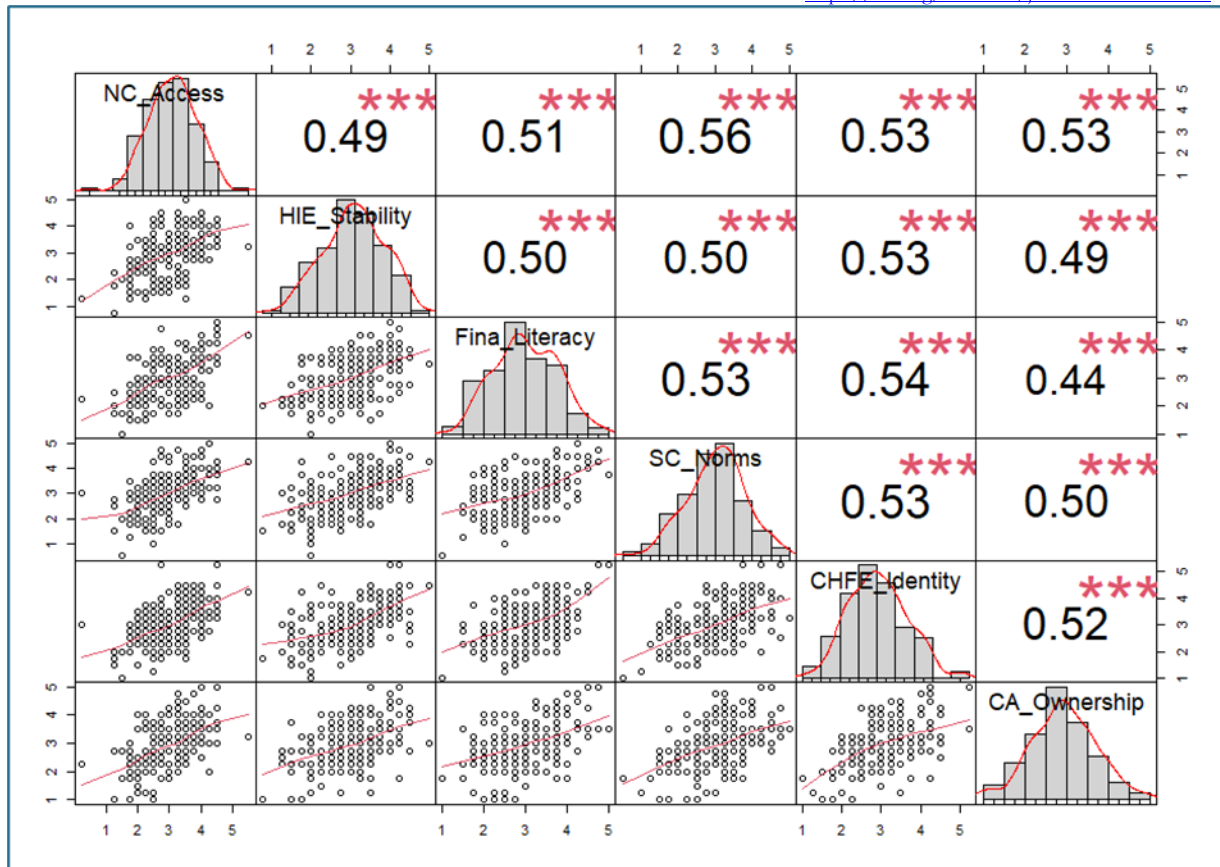 1 2 3 4 5 1 2 3 4 5 1 2 3 4 5
NC_Access *** *** *** *** *** 5
4
0.49 0.51 0.56 0.53 0.53 3
2
1
5 HIE_Stability *** *** *** ***
4
3 0.50 0.50 0.53 0.49
2
1
Fina_Literacy *** *** *** 5
4
0.53 0.54 0.44 3
2
1
5 SC_Norms *** ***
4
3 0.53 0.50
2
1
CHFE_Identity *** 5
4
0.52 3
2
1
5 CA_Ownership
4
3
2
1
1 2 3 4 5 1 2 3 4 5 1 2 3 4 5